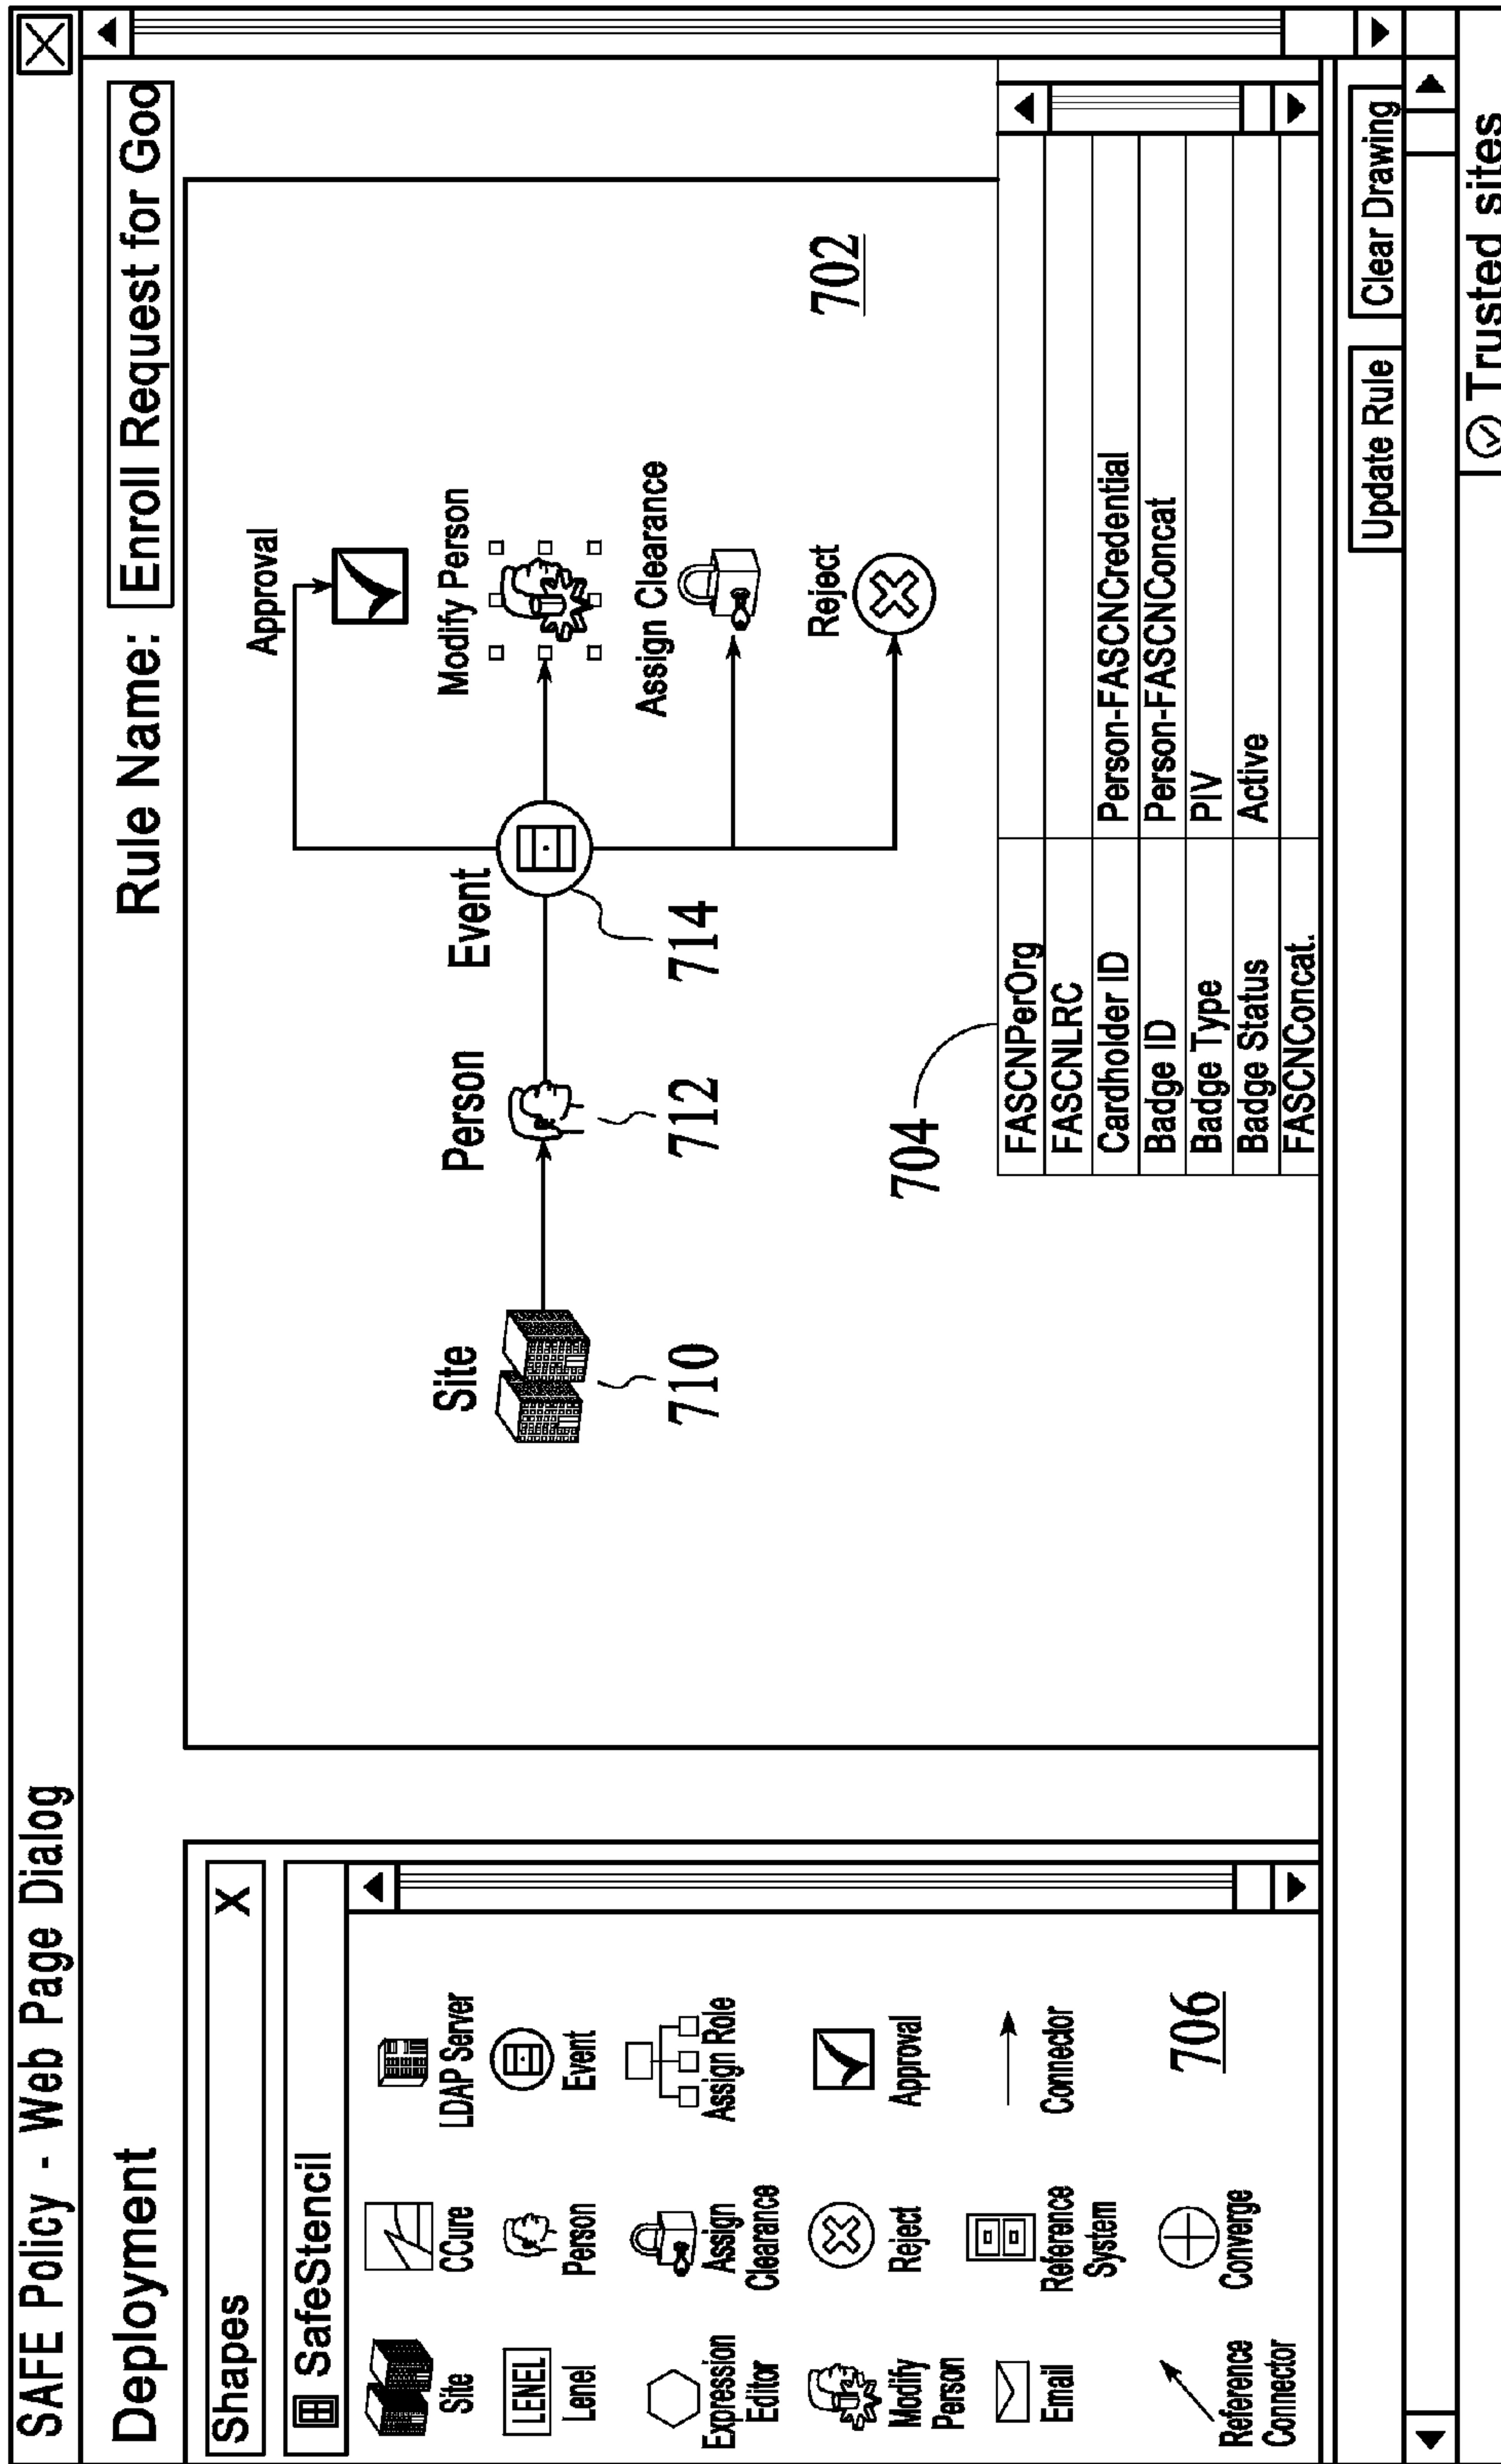 SAFE Policy - Web Page Dialog
Deployment
Rule Name: Enroll Request for Goo
Shapes X
SafeStencil
Site
CCure
LDAP Server
LENEL
Lenel
Person
Event
Expression
Editor
Assign
Clearance
Assign Role
Modify
Person
Reject
Approval
Email
Reference
System
Connector
Reference
Connector
Converge
706
Site
710
Person
712
Event
714
Approval
Modify Person
Assign Clearance
Reject
702
704
FASCNPerOrg
FASCNLRC
Cardholder ID Person-FASCNCredential
Badge ID Person-FASCNConcat
Badge Type PIV
Badge Status Active
FASCNConcat.
Update Rule Clear Drawing
Trusted sites